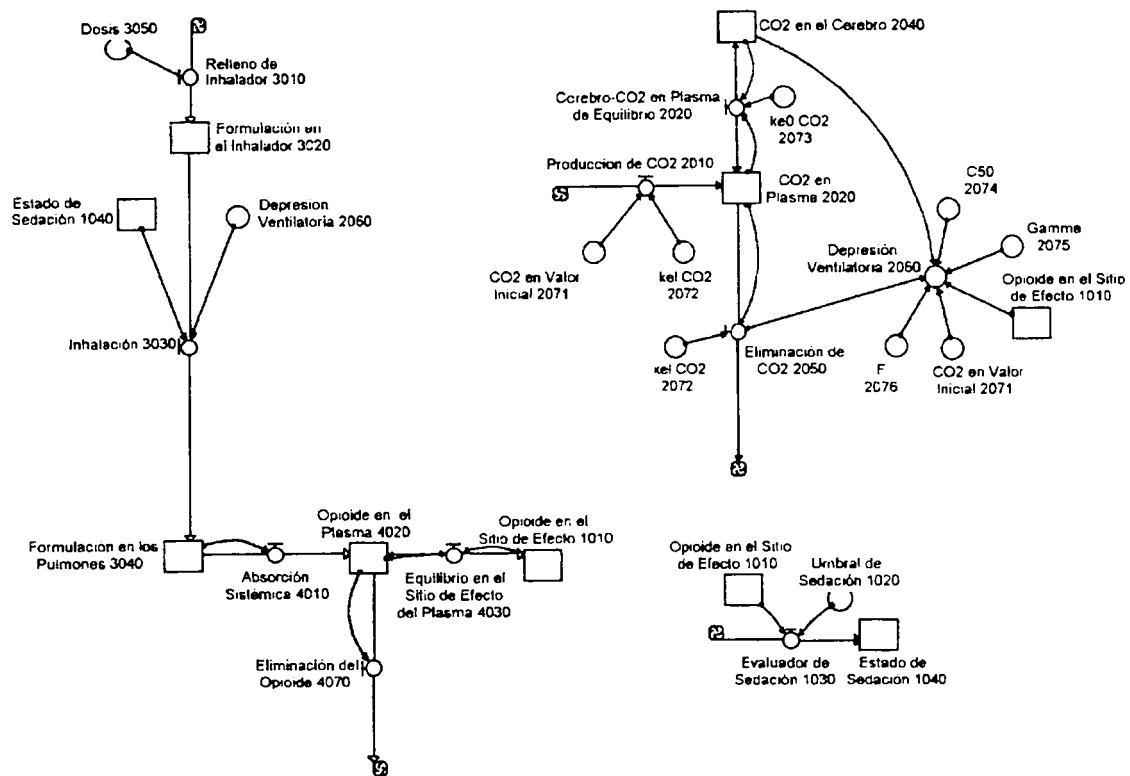 Dosis 3050
Relleno de
Inhalador 3010
Formulación en
el Inhalador 3020
Estado de
Sedación 1040
Depresión
Ventilatoria 2060
Inhalación 3030
Formulación en los
Pulmones 3040
Absorción
Sistémica 4010
Opioide en el
Plasma 4020
Equilibrio en el
Sitio de Efecto
del Plasma 4030
Opioide en el
Sitio de Efecto 1010
Eliminación del
Opioide 4070
CO2 en el Cerebro 2040
Cerebro-CO2 en Plasma
de Equilibrio 2020
ke0 CO2
2073
Produccion de CO2 2010
CO2 en
Plasma 2020
CO2 en Valor
Inicial 2071
kel CO2
2072
C50
2074
Gamma
2075
Depresión
Ventilatoria 2060
Opioide en el Sitio
de Efecto 1010
kel CO2
2072
Eliminación de
CO2 2050
F
2076
CO2 en Valor
Inicial 2071
Opioide en el Sitio
de Efecto 1010
Umbral de
Sedación 1020
Evaluador de
Sedación 1030
Estado de
Sedación 1040